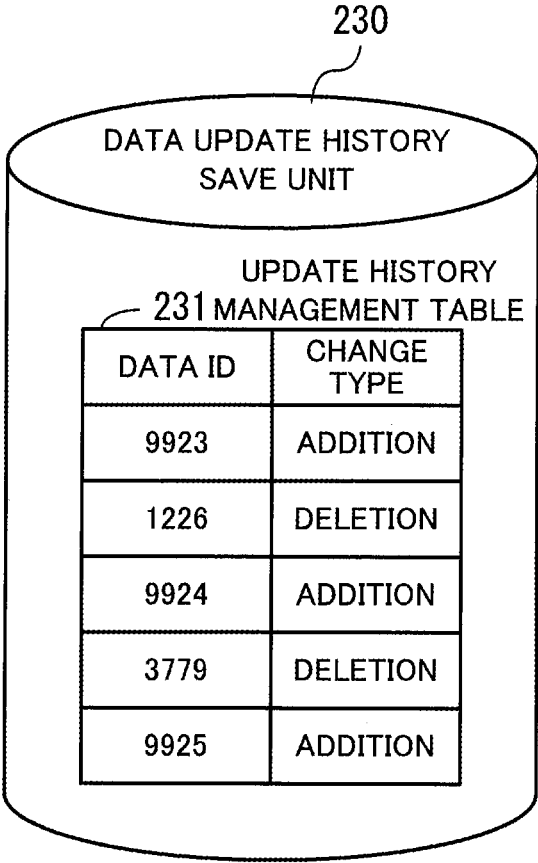 230
DATA UPDATE HISTORY
SAVE UNIT
UPDATE HISTORY
231 MANAGEMENT TABLE
DATA ID CHANGE TYPE
9923 ADDITION
1226 DELETION
9924 ADDITION
3779 DELETION
9925 ADDITION